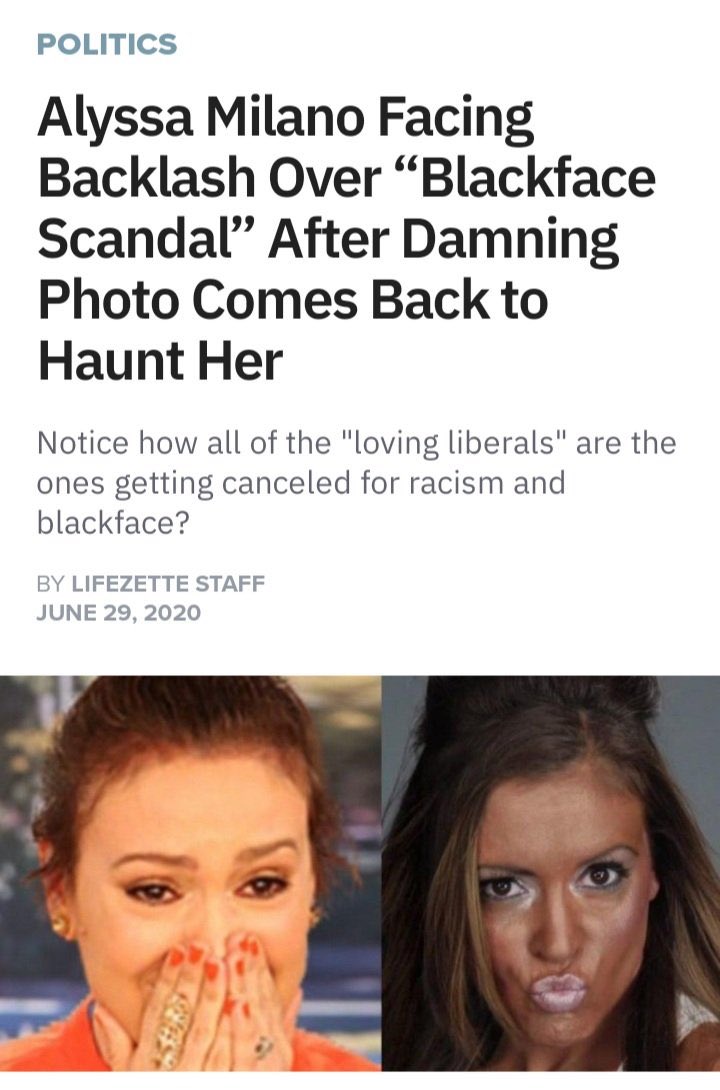 POLITICS
Alyssa Milano Facing
Backlash Over “Blackface
Scandal” After Damning
Photo Comes Back to
Haunt Her
Notice how all of the "loving liberals" are the
ones getting canceled for racism and
blackface?
BY LIFEZETTE STAFF
JUNE 29, 2020